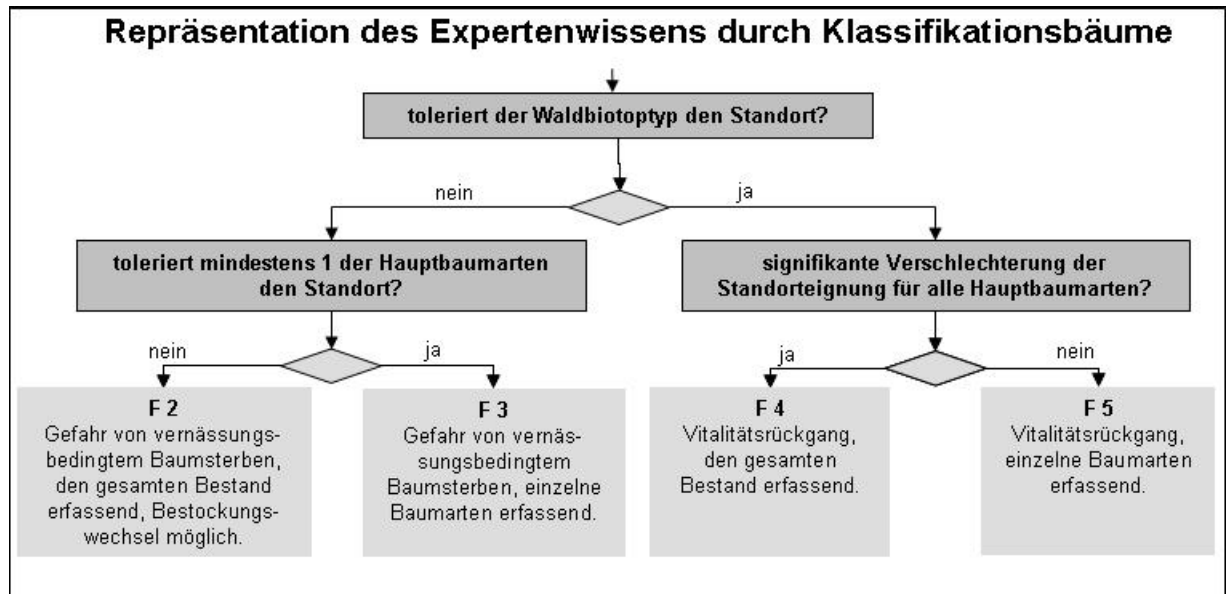 Repräsentation des Expertenwissens durch Klassifikationsbäume
toleriert der Waldbiotoptyp den Standort?
nein
ja
toleriert mindestens 1 der Hauptbaumarten
den Standort?
signifikante Verschlechterung der
Standorteignung für alle Hauptbaumarten?
nein
ja
ja
nein
F 2
Gefahr von vernässungs-
bedingtem Baumsterben,
den gesamten Bestand
erfassend, Bestockungs-
wechsel möglich.
F 3
Gefahr von vernäs-
sungsbedingtem
Baumsterben, einzelne
Baumarten erfassend.
F 4
Vitalitätsrückgang,
den gesamten
Bestand erfassend.
F 5
Vitalitätsrückgang,
einzelne Baumarten
erfassend.